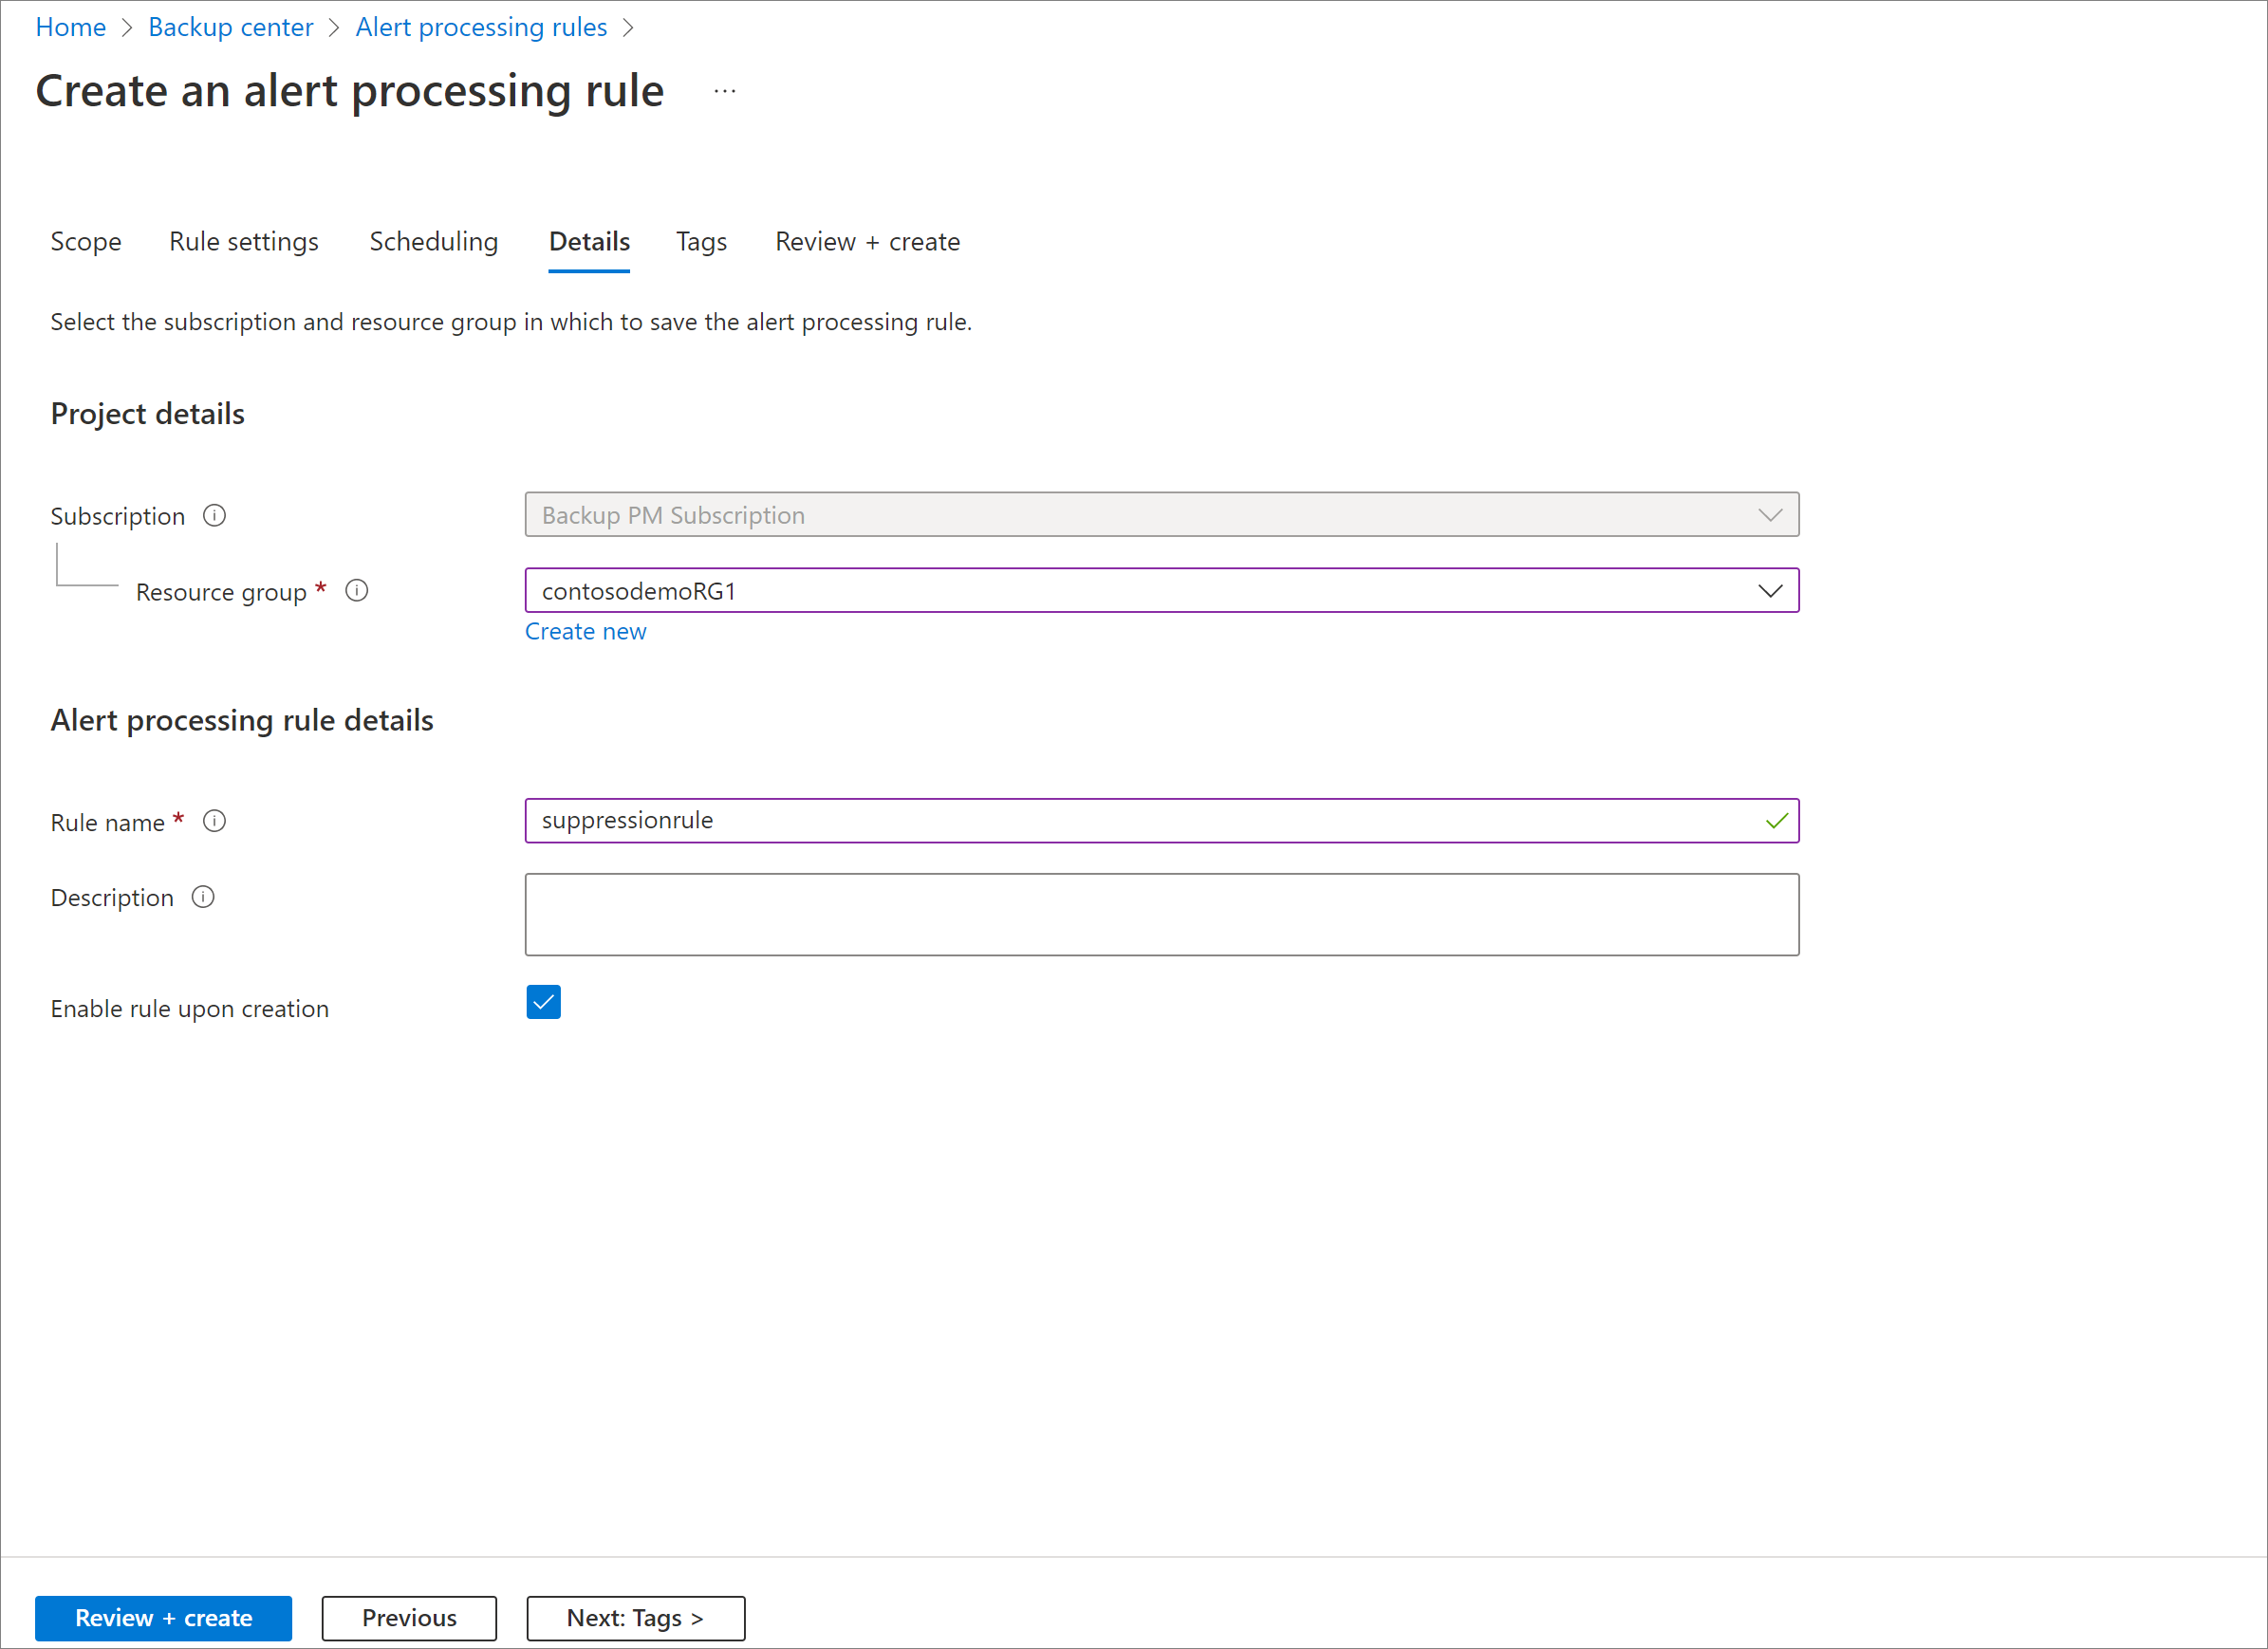 Home > Backup center > Alert processing rules >
Create an alert processing rule ...
Scope Rule settings Scheduling Details Tags Review + create
Select the subscription and resource group in which to save the alert processing rule.
Project details
Subscription Backup PM Subscription
Resource group * contosodemoRG1
Create new
Alert processing rule details
Rule name * suppressionrule
Description
Enable rule upon creation
Review + create Previous Next: Tags >